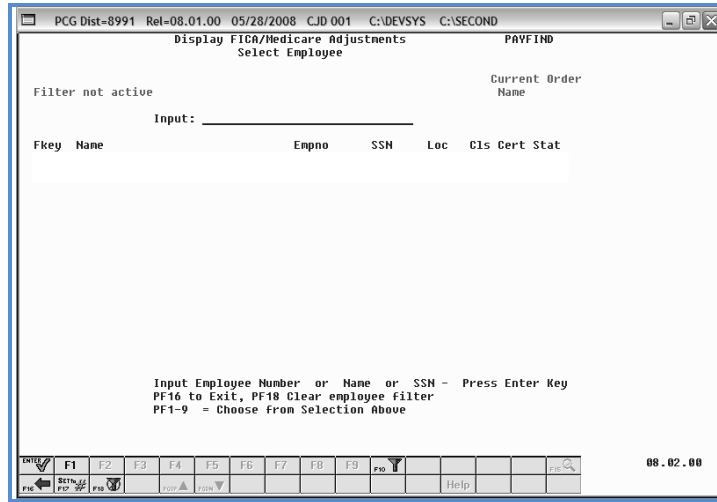 PCG Dist=8991 Rel=08.01.00 05/28/2008 CJD 001 C:\DEVSYS C:\SECOND
Display FICA/Medicare Adjustments PAYFIND
Select Employee
Current Order
Filter not active Name
Input:
Fkey Name Empno SSN Loc Cls Cert Stat
Input Employee Number or Name or SSN - Press Enter Key
PF16 to Exit, PF18 Clear employee filter
PF1-9 = Choose from Selection Above
ENTER F1 F2 F3 F4 F5 F6 F7 F8 F9 F10 F15 08.02.00
F16 F17 F18 PGUP PGDN Help